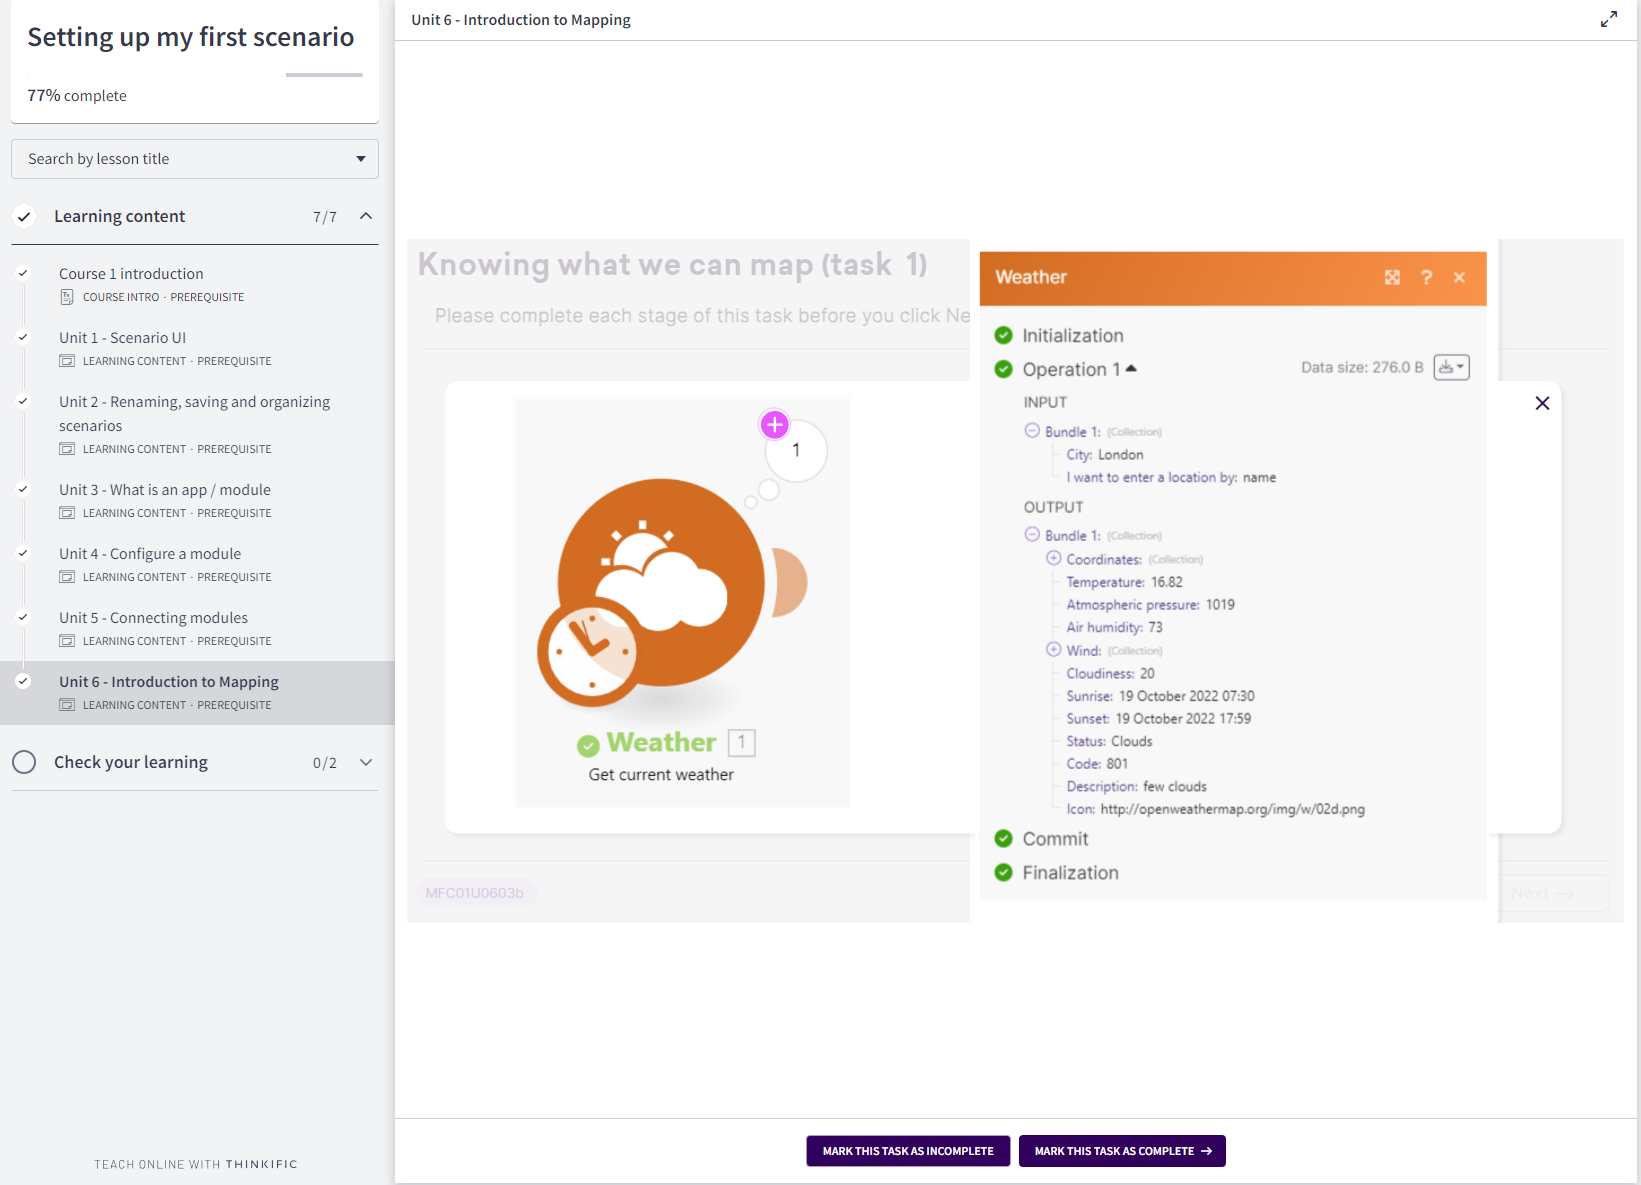 Setting up my first scenario
77% complete
Search by lesson title
Learning content 7/7
Course 1 introduction
COURSE INTRO · PREREQUISITE
Unit 1 - Scenario UI
LEARNING CONTENT · PREREQUISITE
Unit 2 - Renaming, saving and organizing
scenarios
LEARNING CONTENT · PREREQUISITE
Unit 3 - What is an app / module
LEARNING CONTENT · PREREQUISITE
Unit 4 - Configure a module
LEARNING CONTENT · PREREQUISITE
Unit 5 - Connecting modules
LEARNING CONTENT · PREREQUISITE
Unit 6 - Introduction to Mapping
LEARNING CONTENT · PREREQUISITE
Check your learning 0/2
TEACH ONLINE WITH THINKIFIC
Unit 6 - Introduction to Mapping
Knowing what we can map (task 1)
Please complete each stage of this task before you click Ne
1
Weather 1
Get current weather
MFC01U0603b
Weather ?
Initialization
Operation 1 Data size: 276.0 B
INPUT
Bundle 1: (Collection)
City: London
I want to enter a location by: name
OUTPUT
Bundle 1: (Collection)
Coordinates: (Collection)
Temperature: 16.82
Atmospheric pressure: 1019
Air humidity: 73
Wind: (Collection)
Cloudiness: 20
Sunrise: 19 October 2022 07:30
Sunset: 19 October 2022 17:59
Status: Clouds
Code: 801
Description: few clouds
Icon: http://openweathermap.org/img/w/02d.png
Commit
Finalization
Next →
MARK THIS TASK AS INCOMPLETE
MARK THIS TASK AS COMPLETE →